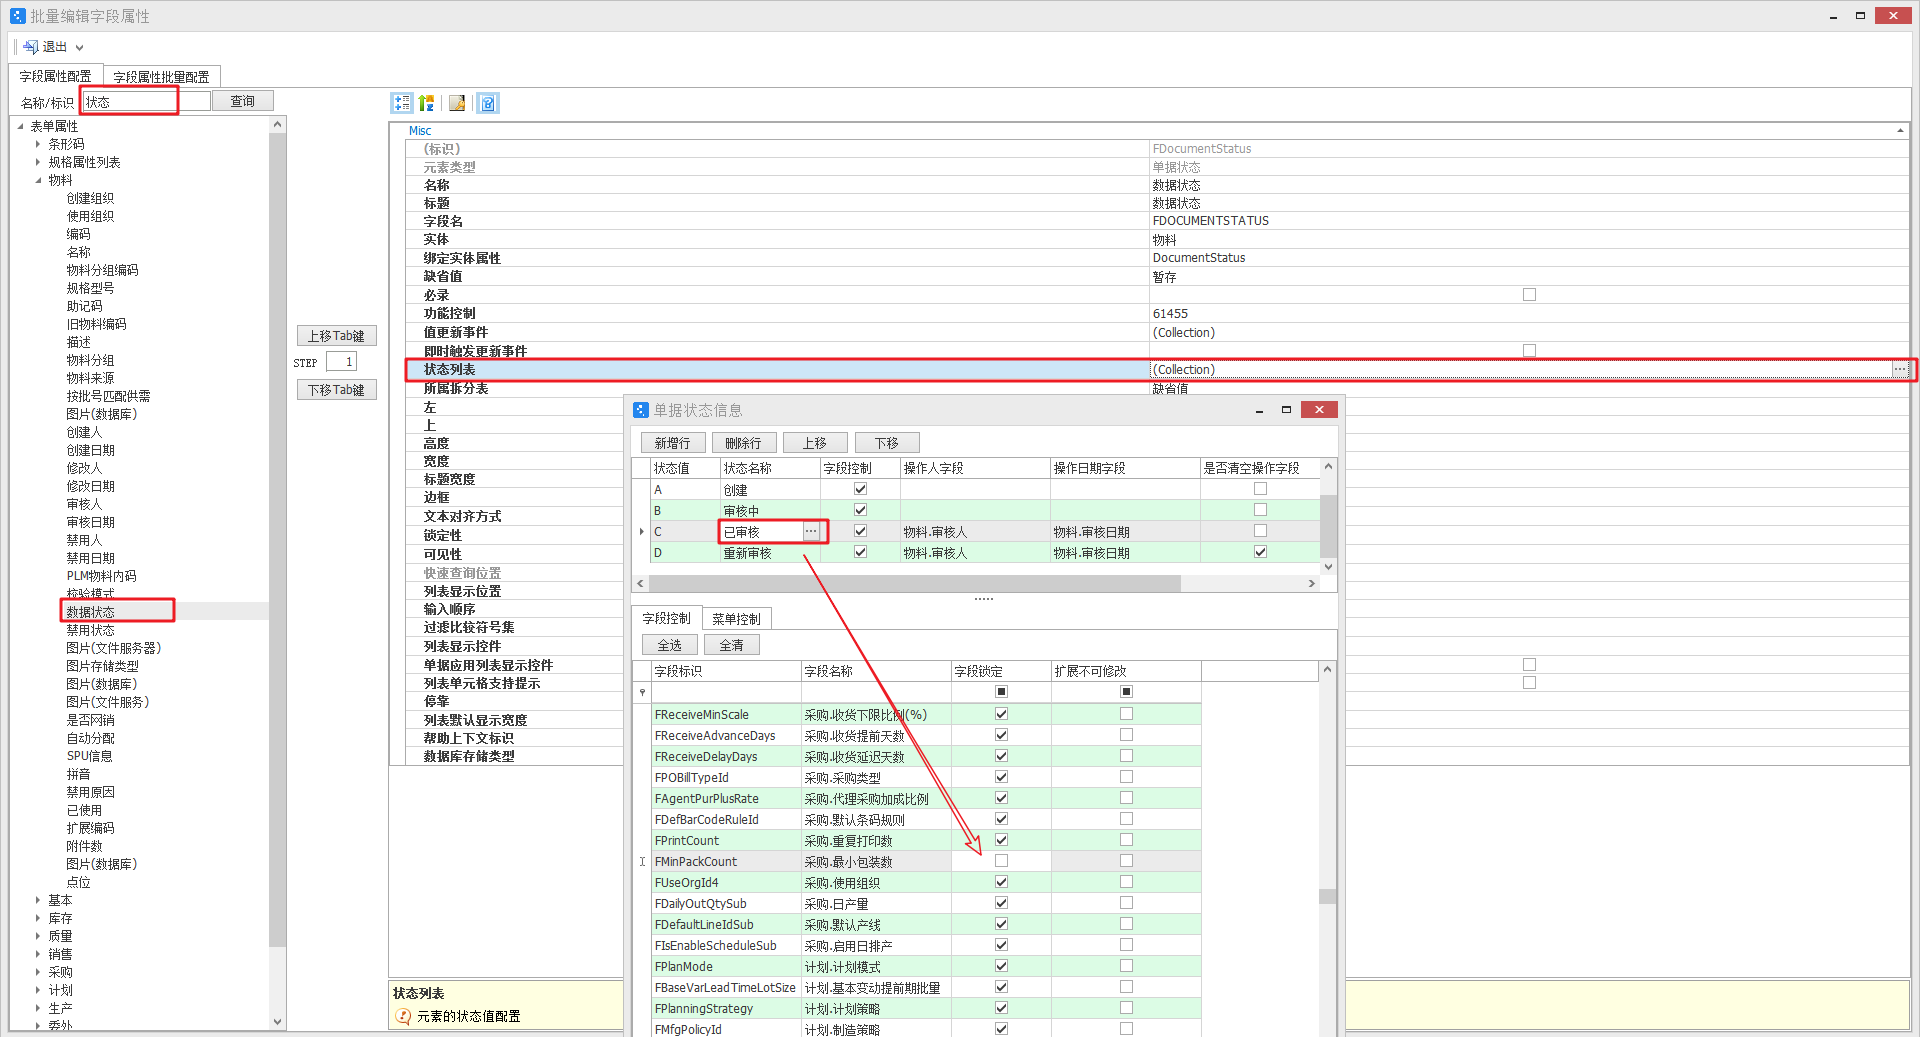 批量编辑字段属性
退出
字段属性配置 字段属性批量配置
名称/标识 状态 查询
表单属性
条形码
规格属性列表
物料
创建组织
使用组织
编码
名称
物料分组编码
规格型号
助记码
旧物料编码
描述
物料分组
物料来源
按批号匹配供需
图片(数据库)
创建人
创建日期
修改人
修改日期
审核人
审核日期
禁用人
禁用日期
PLM物料内码
校验模式
数据状态
禁用状态
图片(文件服务器)
图片存储类型
图片(数据库)
图片(文件服务)
是否网销
自动分配
SPU信息
拼音
禁用原因
已使用
扩展编码
附件数
图片(数据库)
点位
基本
库存
质量
销售
采购
计划
生产
委外
上移Tab键
STEP 1
下移Tab键
Misc
(标识) FDocumentStatus
元素类型 单据状态
名称 数据状态
标题 数据状态
字段名 FDOCUMENTSTATUS
实体 物料
绑定实体属性 DocumentStatus
缺省值 暂存
必录
功能控制 61455
值更新事件 (Collection)
即时触发更新事件
状态列表 (Collection) ...
所属拆分表 缺省值
左
上
高度
宽度
标题宽度
边框
文本对齐方式
锁定性
可见性
快速查询位置
列表显示位置
输入顺序
过滤比较符号集
列表显示控件
单据应用列表显示控件
列表单元格支持提示
停靠
列表默认显示宽度
帮助上下文标识
数据库存储类型
状态列表
元素的状态值配置
单据状态信息
新增行 删除行 上移 下移
状态值 状态名称 字段控制 操作人字段 操作日期字段 是否清空操作字段
A 创建
B 审核中
C 已审核 ... 物料.审核人 物料.审核日期
D 重新审核 物料.审核人 物料.审核日期
字段控制 菜单控制
全选 全清
字段标识 字段名称 字段锁定 扩展不可修改
FReceiveMinScale 采购.收货下限比例(%)
FReceiveAdvanceDays 采购.收货提前天数
FReceiveDelayDays 采购.收货延迟天数
FPOBillTypeId 采购.采购类型
FAgentPurPlusRate 采购.代理采购加成比例
FDefBarCodeRuleId 采购.默认条码规则
FPrintCount 采购.重复打印数
FMinPackCount 采购.最小包装数
FUseOrgId4 采购.使用组织
FDailyOutQtySub 采购.日产量
FDefaultLineIdSub 采购.默认产线
FIsEnableScheduleSub 采购.启用日排产
FPlanMode 计划.计划模式
FBaseVarLeadTimeLotSize 计划.基本变动提前期批量
FPlanningStrategy 计划.计划策略
FMfgPolicyId 计划.制造策略